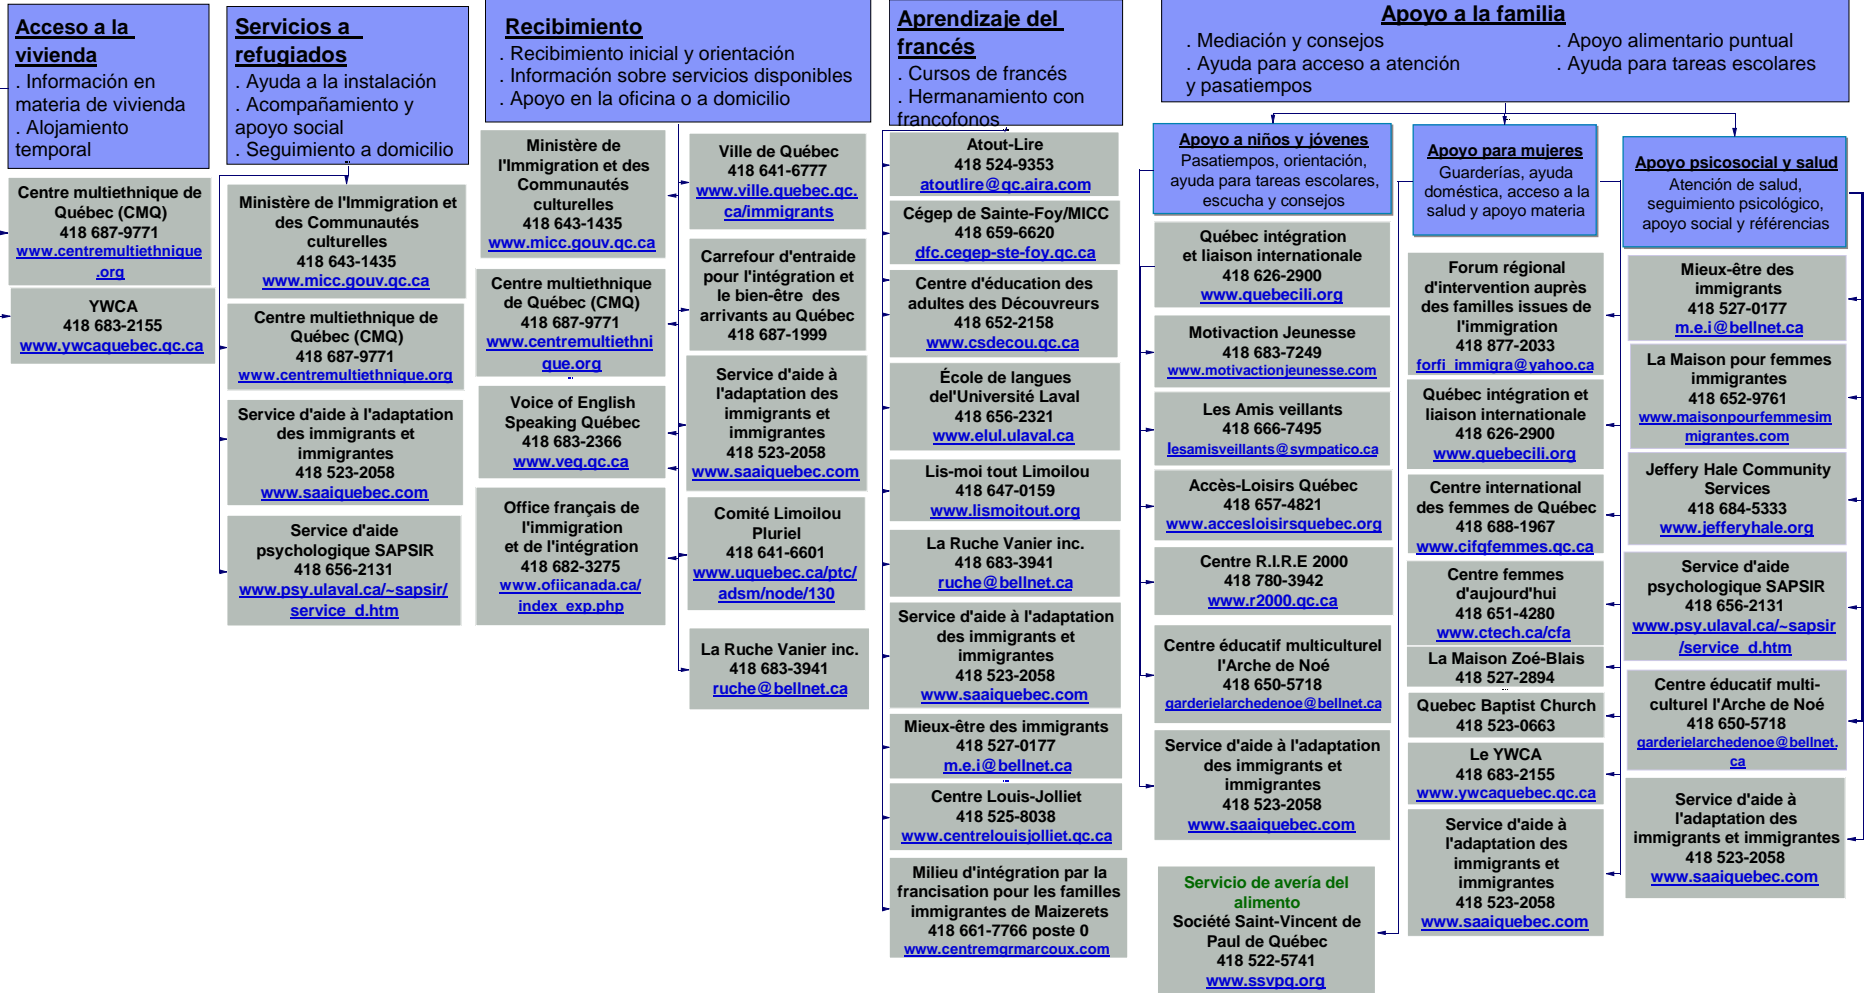 Acceso a la
vivienda
. Información en
materia de vivienda
. Alojamiento
temporal
Centre multiethnique de
Québec (CMQ)
418 687-9771
www.centremultiethnique
.org
YWCA
418 683-2155
www.ywcaquebec.qc.ca
Servicios a
refugiados
. Ayuda a la instalación
. Acompañamiento y
apoyo social
. Seguimiento a domicilio
Ministère de l'Immigration et
des Communautés
culturelles
418 643-1435
www.micc.gouv.qc.ca
Centre multiethnique de
Québec (CMQ)
418 687-9771
www.centremultiethnique.org
Service d'aide à l'adaptation
des immigrants et
immigrantes
418 523-2058
www.saaiquebec.com
Service d'aide
psychologique SAPSIR
418 656-2131
www.psy.ulaval.ca/~sapsir/
service_d.htm
Recibimiento
. Recibimiento inicial y orientación
. Información sobre servicios disponibles
. Apoyo en la oficina o a domicilio
Ministère de
l'Immigration et des
Communautés
culturelles
418 643-1435
www.micc.gouv.qc.ca
Centre multiethnique
de Québec (CMQ)
418 687-9771
www.centremultiethni
que.org
Voice of English
Speaking Québec
418 683-2366
www.veq.qc.ca
Office français de
l'immigration
et de l'intégration
418 682-3275
www.ofiicanada.ca/
index_exp.php
Ville de Québec
418 641-6777
www.ville.quebec.qc.
ca/immigrants
Carrefour d'entraide
pour l'intégration et
le bien-être des
arrivants au Québec
418 687-1999
Service d'aide à
l'adaptation des
immigrants et
immigrantes
418 523-2058
www.saaiquebec.com
Comité Limoilou
Pluriel
418 641-6601
www.uquebec.ca/ptc/
adsm/node/130
La Ruche Vanier inc.
418 683-3941
ruche@bellnet.ca
Aprendizaje del
francés
. Cursos de francés
. Hermanamiento con
francofonos
Atout-Lire
418 524-9353
atoutlire@qc.aira.com
Cégep de Sainte-Foy/MICC
418 659-6620
dfc.cegep-ste-foy.qc.ca
Centre d'éducation des
adultes des Découvreurs
418 652-2158
www.csdecou.qc.ca
École de langues
del'Université Laval
418 656-2321
www.elul.ulaval.ca
Lis-moi tout Limoilou
418 647-0159
www.lismoitout.org
La Ruche Vanier inc.
418 683-3941
ruche@bellnet.ca
Service d'aide à l'adaptation
des immigrants et
immigrantes
418 523-2058
www.saaiquebec.com
Mieux-être des immigrants
418 527-0177
m.e.i@bellnet.ca
Centre Louis-Jolliet
418 525-8038
www.centrelouisjolliet.qc.ca
Milieu d'intégration par la
francisation pour les familles
immigrantes de Maizerets
418 661-7766 poste 0
www.centremgrmarcoux.com
Apoyo a la familia
. Mediación y consejos
. Ayuda para acceso a atención
y pasatiempos
. Apoyo alimentario puntual
. Ayuda para tareas escolares
Apoyo a niños y jóvenes
Pasatiempos, orientación,
ayuda para tareas escolares,
escucha y consejos
Québec intégration
et liaison internationale
418 626-2900
www.quebecili.org
Motivaction Jeunesse
418 683-7249
www.motivactionjeunesse.com
Les Amis veillants
418 666-7495
lesamisveillants@sympatico.ca
Accès-Loisirs Québec
418 657-4821
www.accesloisirsquebec.org
Centre R.I.R.E 2000
418 780-3942
www.r2000.qc.ca
Centre éducatif multiculturel
l'Arche de Noé
418 650-5718
garderielarchedenoe@bellnet.ca
Service d'aide à l'adaptation
des immigrants et
immigrantes
418 523-2058
www.saaiquebec.com
Servicio de avería del
alimento
Société Saint-Vincent de
Paul de Québec
418 522-5741
www.ssvpq.org
Apoyo para mujeres
Guarderías, ayuda
doméstica, acceso a la
salud y apoyo materia
Forum régional
d'intervention auprès
des familles issues de
l'immigration
418 877-2033
forfi_immigra@yahoo.ca
Québec intégration et
liaison internationale
418 626-2900
www.quebecili.org
Centre international
des femmes de Québec
418 688-1967
www.cifqfemmes.qc.ca
Centre femmes
d'aujourd'hui
418 651-4280
www.ctech.ca/cfa
La Maison Zoé-Blais
418 527-2894
Quebec Baptist Church
418 523-0663
Le YWCA
418 683-2155
www.ywcaquebec.qc.ca
Service d'aide à
l'adaptation des
immigrants et
immigrantes
418 523-2058
www.saaiquebec.com
Apoyo psicosocial y salud
Atención de salud,
seguimiento psicológico,
apoyo social y référencias
Mieux-être des
immigrants
418 527-0177
m.e.i@bellnet.ca
La Maison pour femmes
immigrantes
418 652-9761
www.maisonpourfemmesim
migrantes.com
Jeffery Hale Community
Services
418 684-5333
www.jefferyhale.org
Service d'aide
psychologique SAPSIR
418 656-2131
www.psy.ulaval.ca/~sapsir
/service_d.htm
Centre éducatif multi-
culturel l'Arche de Noé
418 650-5718
garderielarchedenoe@bellnet.
ca
Service d'aide à
l'adaptation des
immigrants et immigrantes
418 523-2058
www.saaiquebec.com